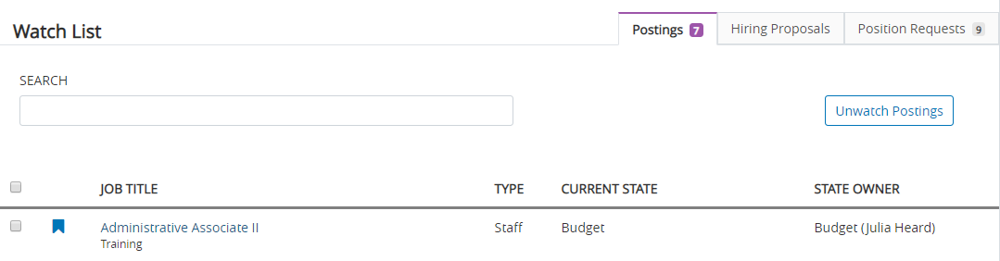 Watch List
Postings 7
Hiring Proposals
Position Requests 9
SEARCH
Unwatch Postings
JOB TITLE TYPE CURRENT STATE STATE OWNER
Administrative Associate II Staff Budget Budget (Julia Heard)
Training